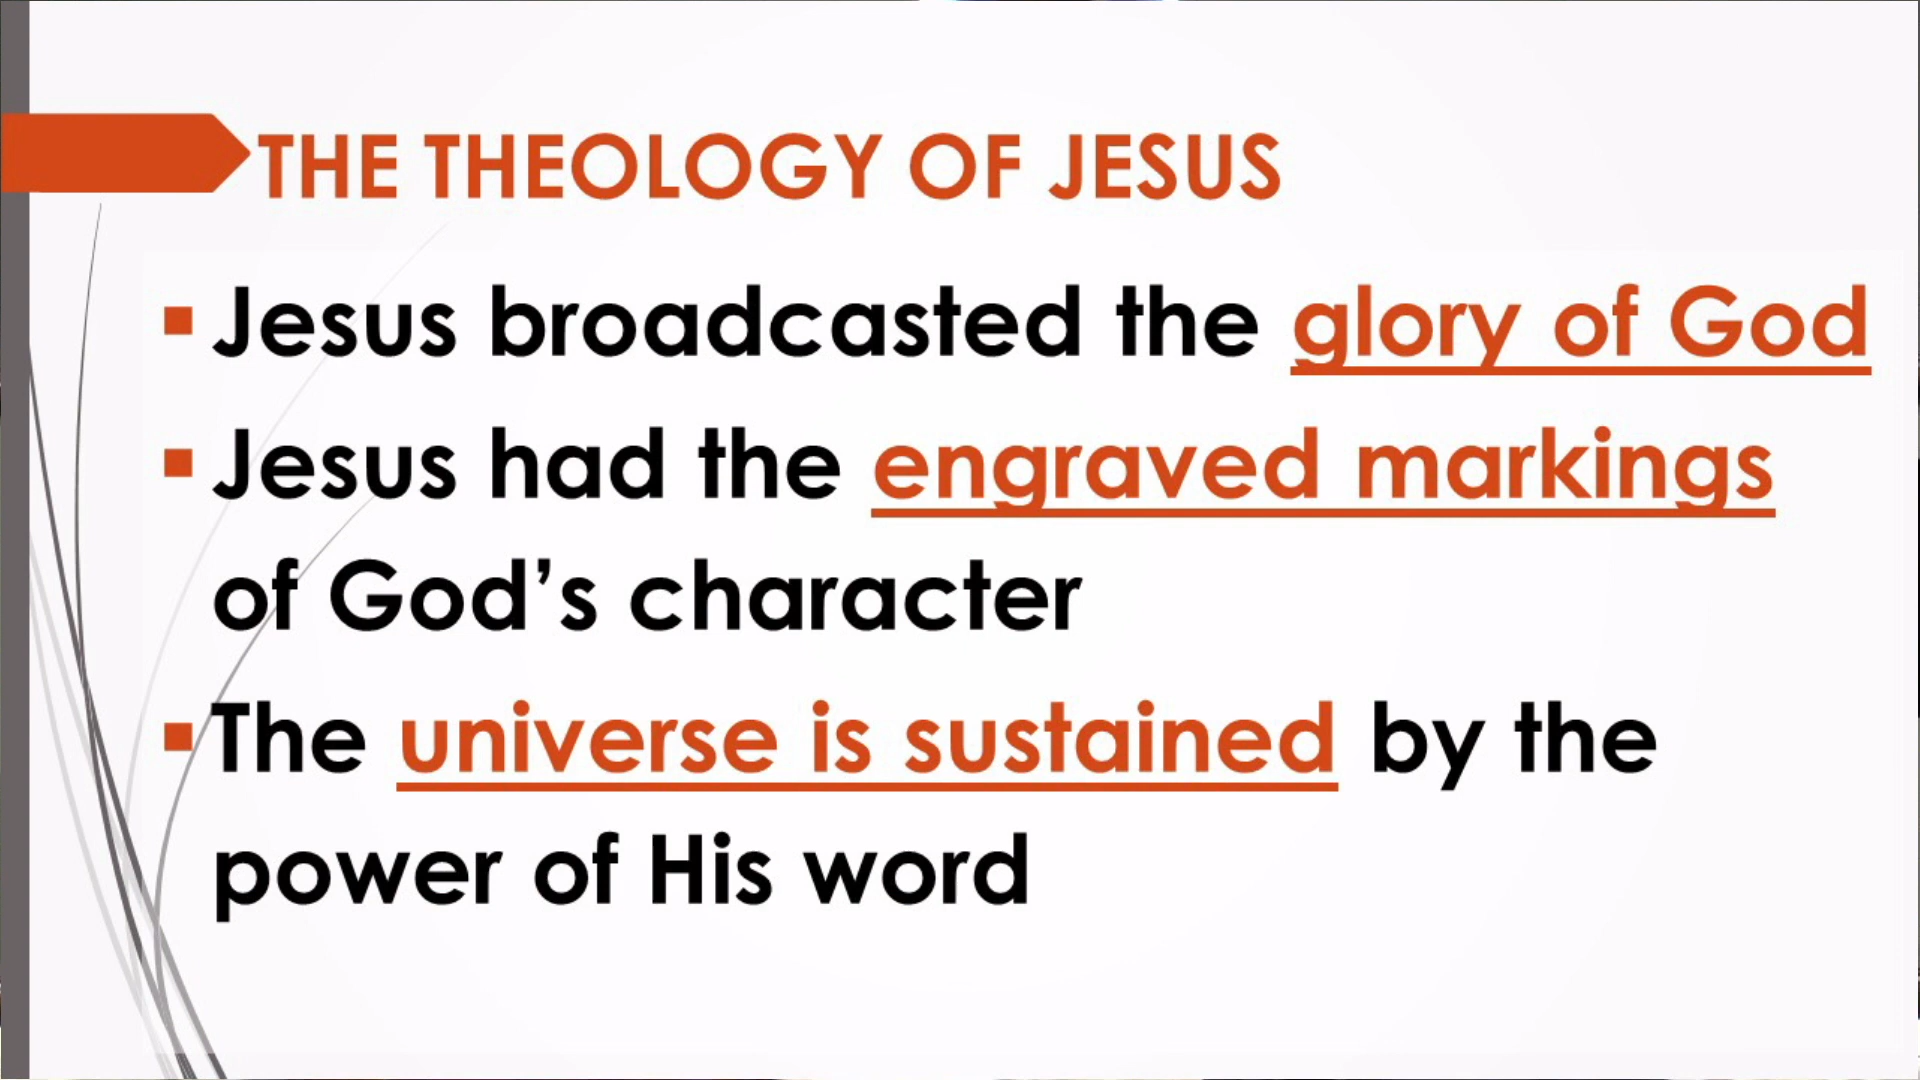 THE THEOLOGY OF JESUS
Jesus broadcasted the glory of God
Jesus had the engraved markings
of God’s character
The universe is sustained by the
power of His word